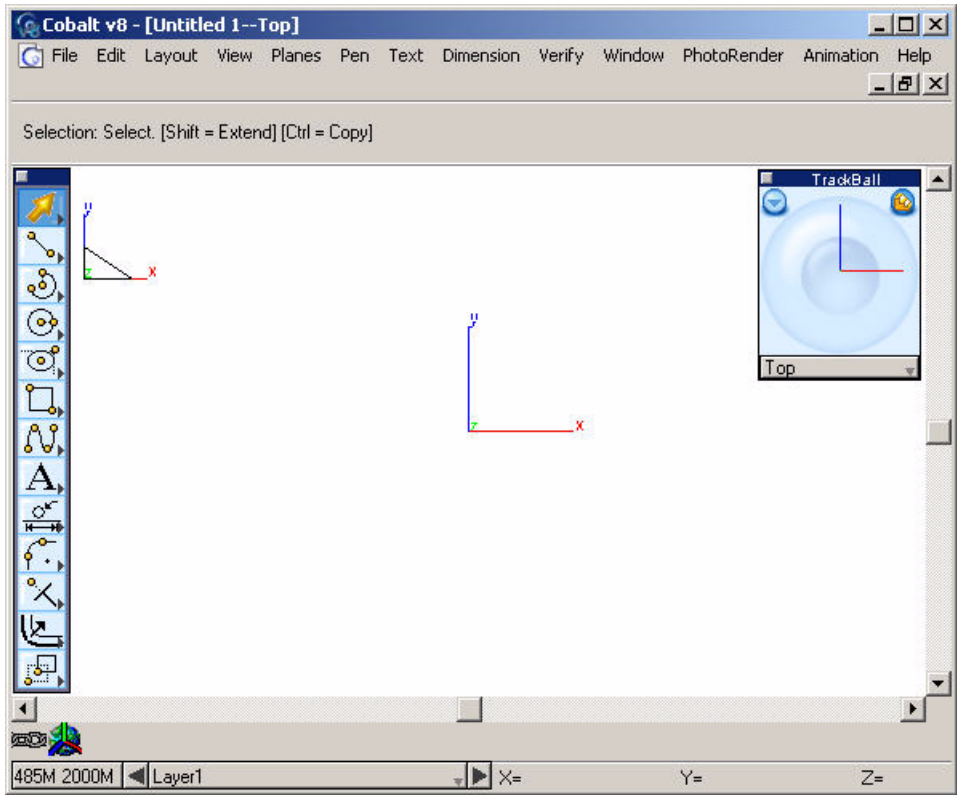 Cobalt v8 - [Untitled 1--Top]
File Edit Layout View Planes Pen Text Dimension Verify Window PhotoRender Animation Help
Selection: Select. [Shift = Extend] [Ctrl = Copy]
TrackBall
y
z x
y
Top
z x
A
485M 2000M Layer1 X= Y= Z=